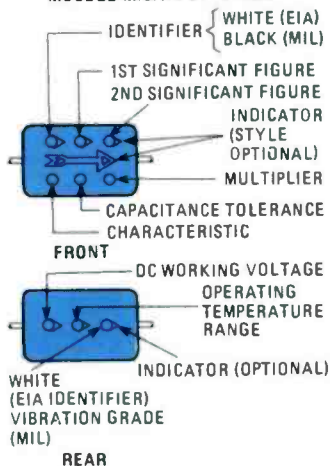 IDENTIFIER
WHITE (EIA)
BLACK (MIL)
1ST SIGNIFICANT FIGURE
2ND SIGNIFICANT FIGURE
INDICATOR
(STYLE
OPTIONAL)
MULTIPLIER
CAPACITANCE TOLERANCE
CHARACTERISTIC
FRONT
DC WORKING VOLTAGE
OPERATING
TEMPERATURE
RANGE
INDICATOR (OPTIONAL)
WHITE
(EIA IDENTIFIER)
VIBRATION GRADE
(MIL)
REAR